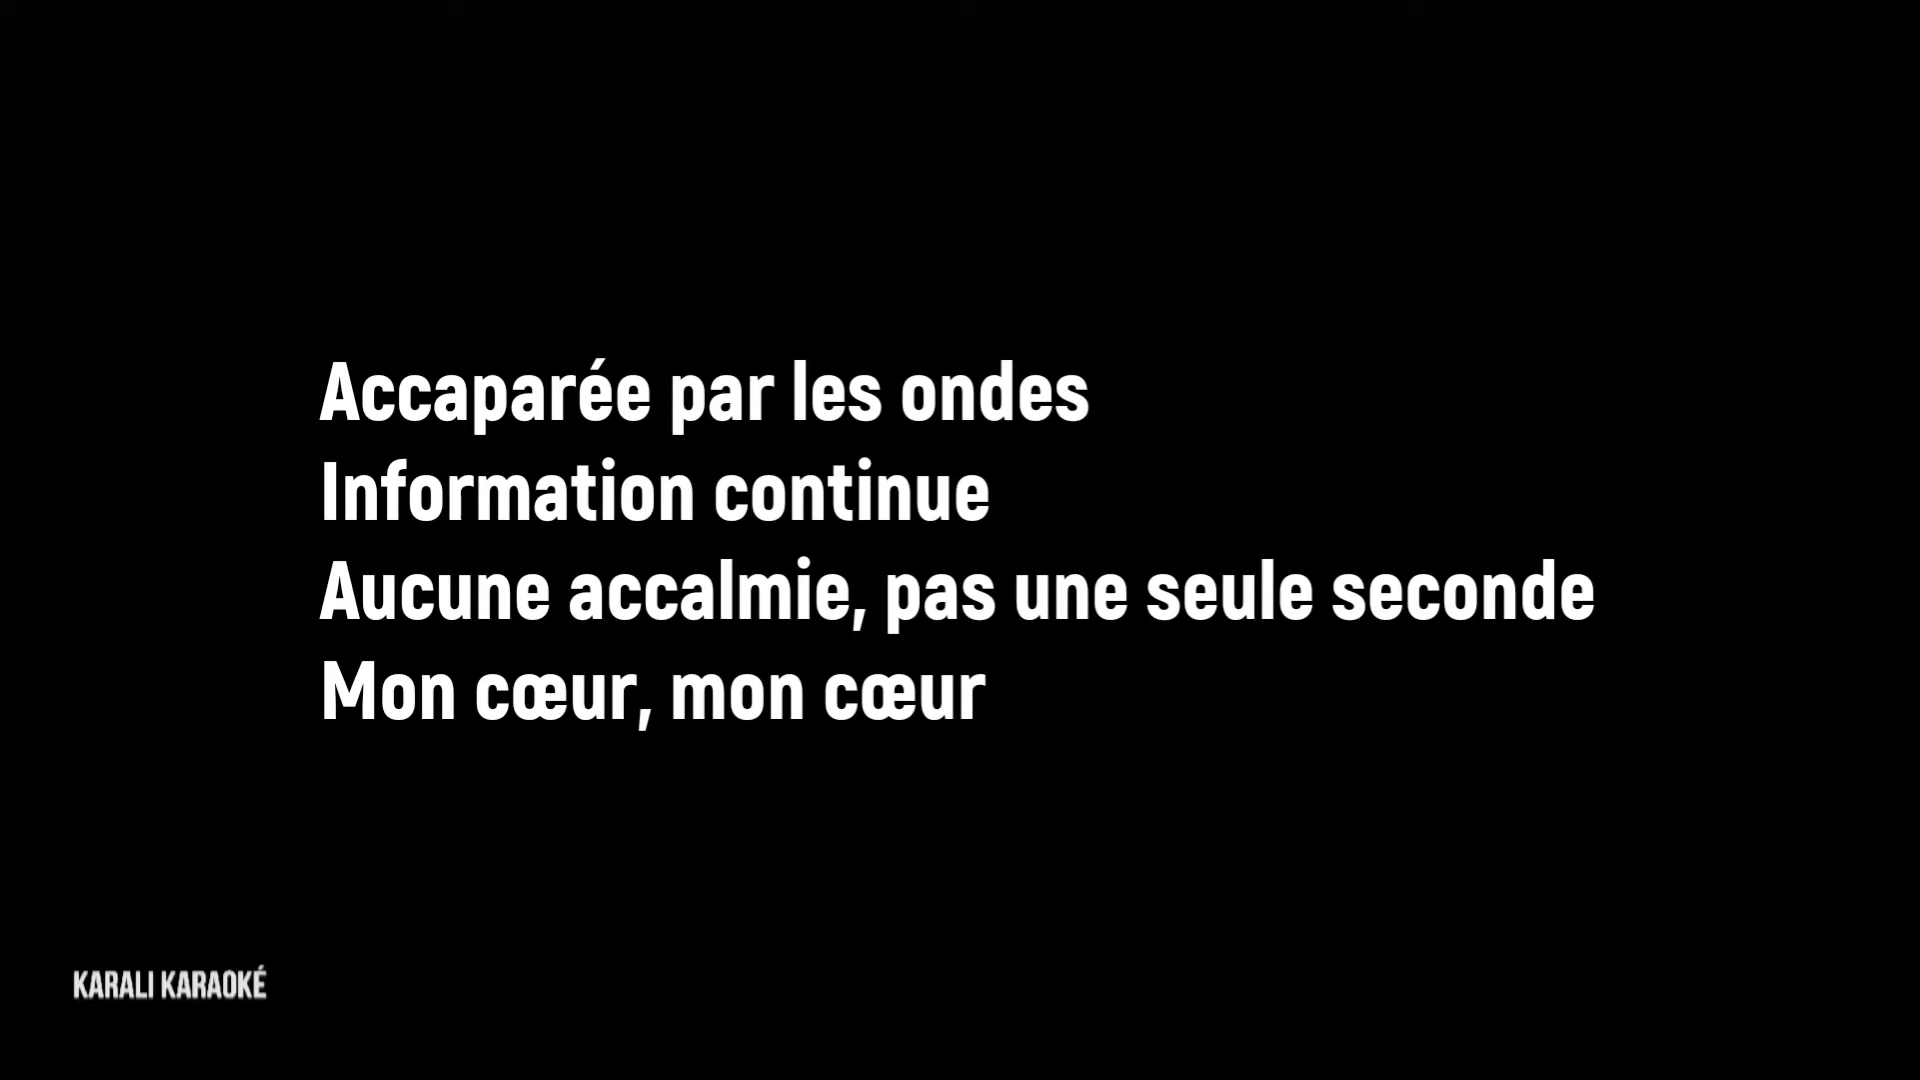 Accaparée par les ondes
Information continue
Aucune accalmie, pas une seule seconde
Mon cœur, mon cœur
KARALI KARAOKÉ